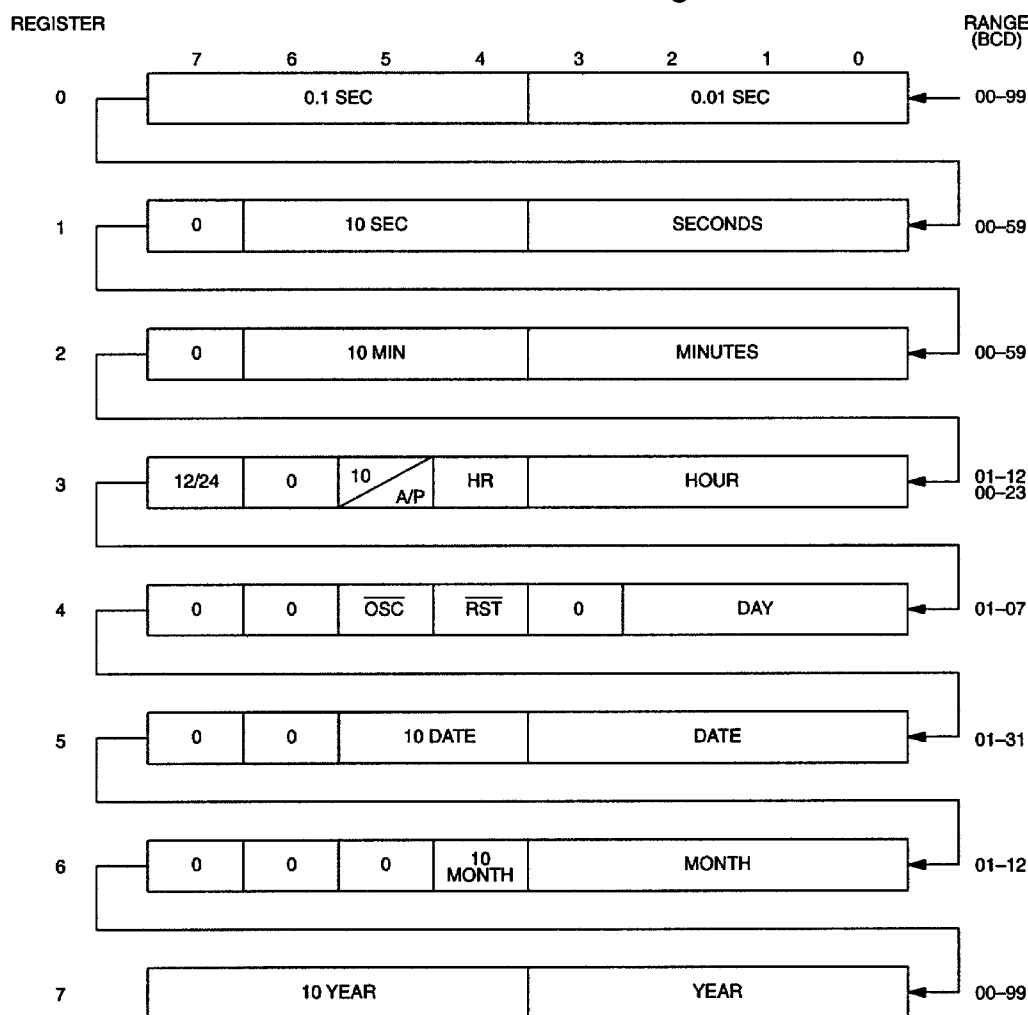 REGISTER
RANGE
(BCD)
7 6 5 4 3 2 1 0
0 0.1 SEC 0.01 SEC 00–99
1 0 10 SEC SECONDS 00–59
2 0 10 MIN MINUTES 00–59
3 12/24 0 10 A/P HR HOUR 01–12
00–23
4 0 0 OSC RST 0 DAY 01–07
5 0 0 10 DATE DATE 01–31
6 0 0 0 10 MONTH MONTH 01–12
7 10 YEAR YEAR 00–99